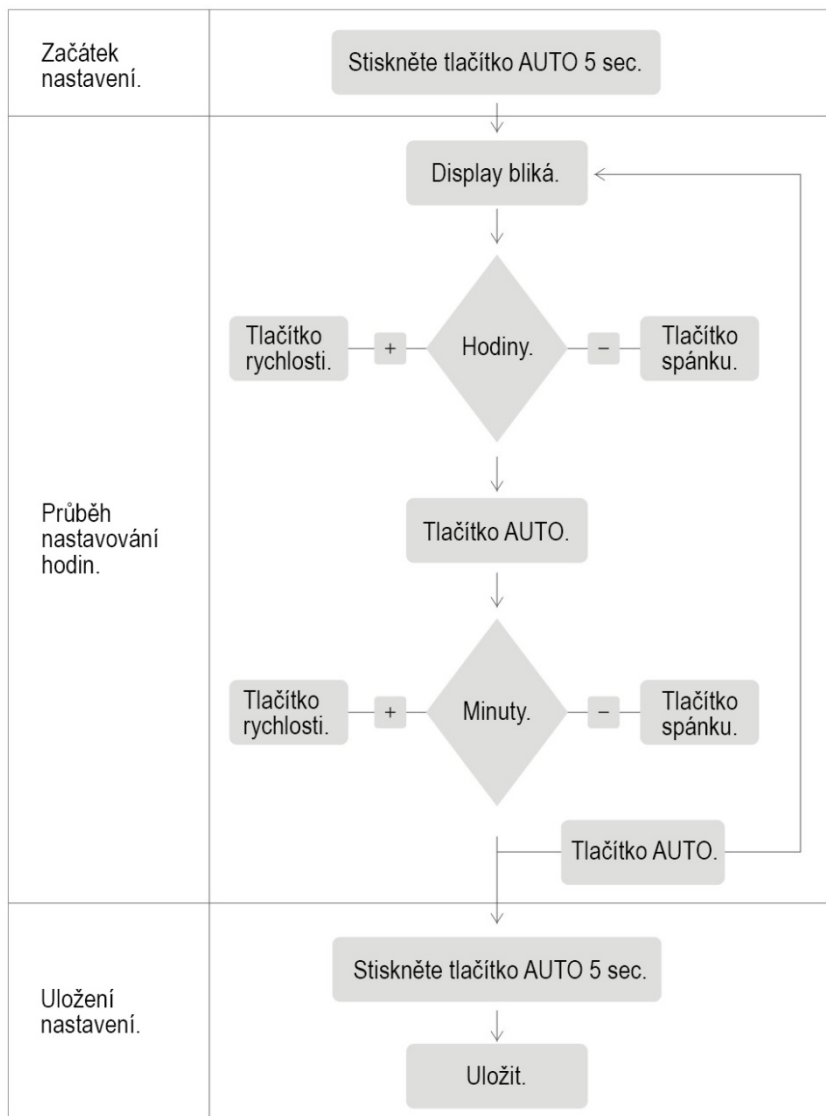 Začátek
nastavení.
Stiskněte tlačítko AUTO 5 sec.
Průběh
nastavování
hodin.
Display bliká.
Tlačítko
rychlosti.
+
Hodiny.
–
Tlačítko
spánku.
Tlačítko AUTO.
Tlačítko
rychlosti.
+
Minuty.
–
Tlačítko
spánku.
Tlačítko AUTO.
Uložení
nastavení.
Stiskněte tlačítko AUTO 5 sec.
Uložit.